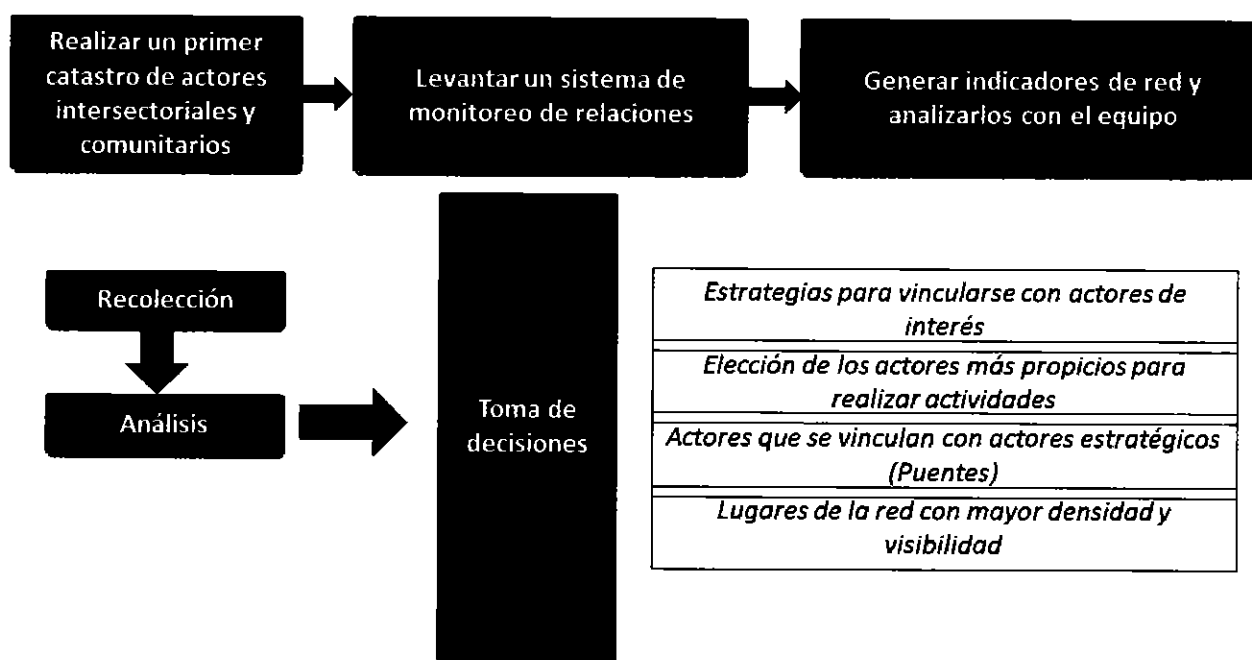 Realizar un primer
catastro de actores
intersectoriales y
comunitarios
Levantar un sistema de
monitoreo de relaciones
Generar indicadores de red y
analizarlos con el equipo
Recolección
Análisis
Toma de
decisiones
Estrategias para vincularse con actores de
interés
Elección de los actores más propicios para
realizar actividades
Actores que se vinculan con actores estratégicos
(Puentes)
Lugares de la red con mayor densidad y
visibilidad